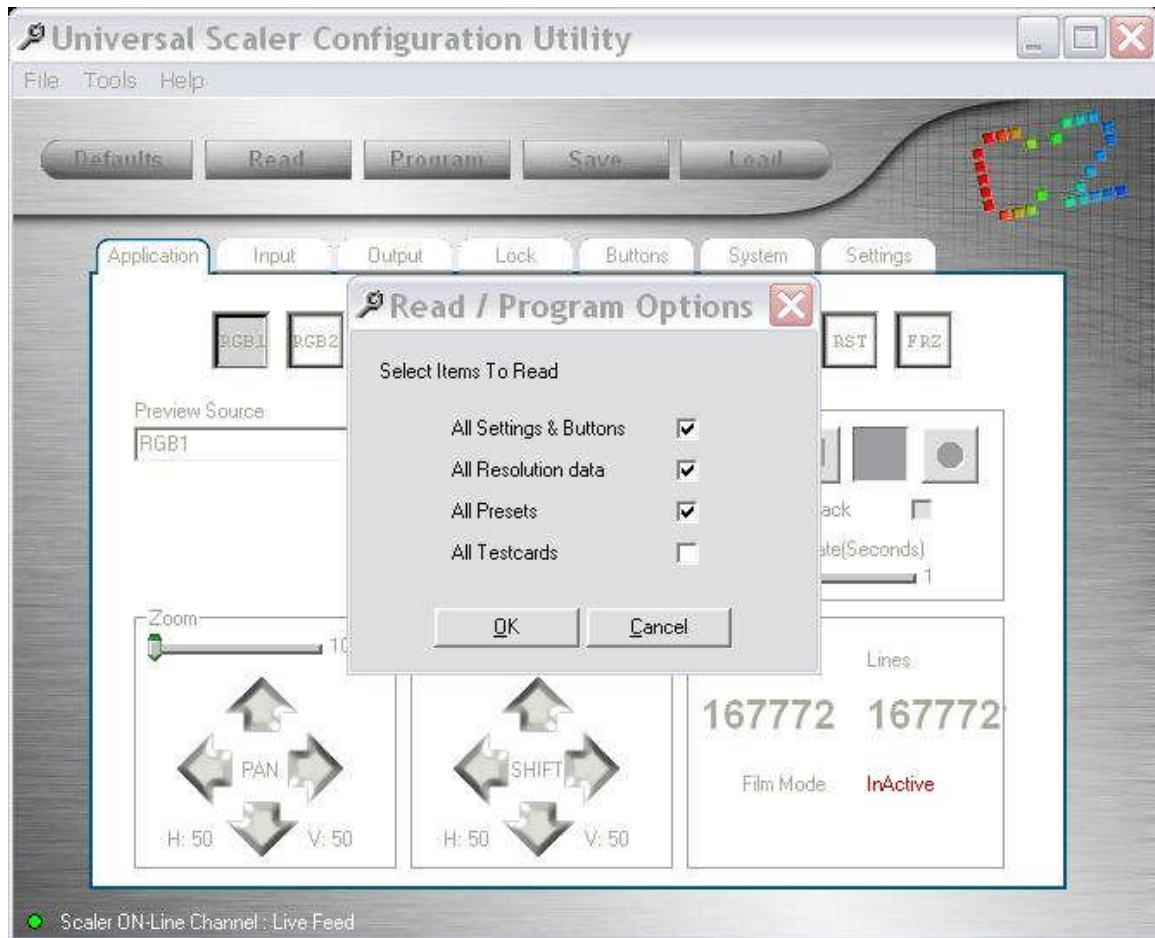 Universal Scaler Configuration Utility
File Tools Help
Defaults Read Program Save Load
C2
Application Input Output Lock Buttons System Settings
RGB1 RGB2 RST FRZ
Read / Program Options
Select Items To Read
Preview Source
RGB1
All Settings & Buttons
All Resolution data
All Presets
All Testcards
ack
ate(Seconds)
1
OK Cancel
Zoom
10
Lines
167772 167772
PAN
SHIFT
Film Mode InActive
H: 50 V: 50 H: 50 V: 50
Scaler ON-Line Channel : Live Feed